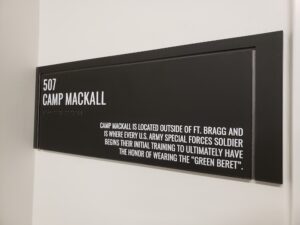 507
CAMP MACKALL
CAMP MACKALL IS LOCATED OUTSIDE OF FT. BRAGG AND
IS WHERE EVERY U.S. ARMY SPECIAL FORCES SOLDIER
BEGINS THEIR INITIAL TRAINING TO ULTIMATELY HAVE
THE HONOR OF WEARING THE "GREEN BERET".